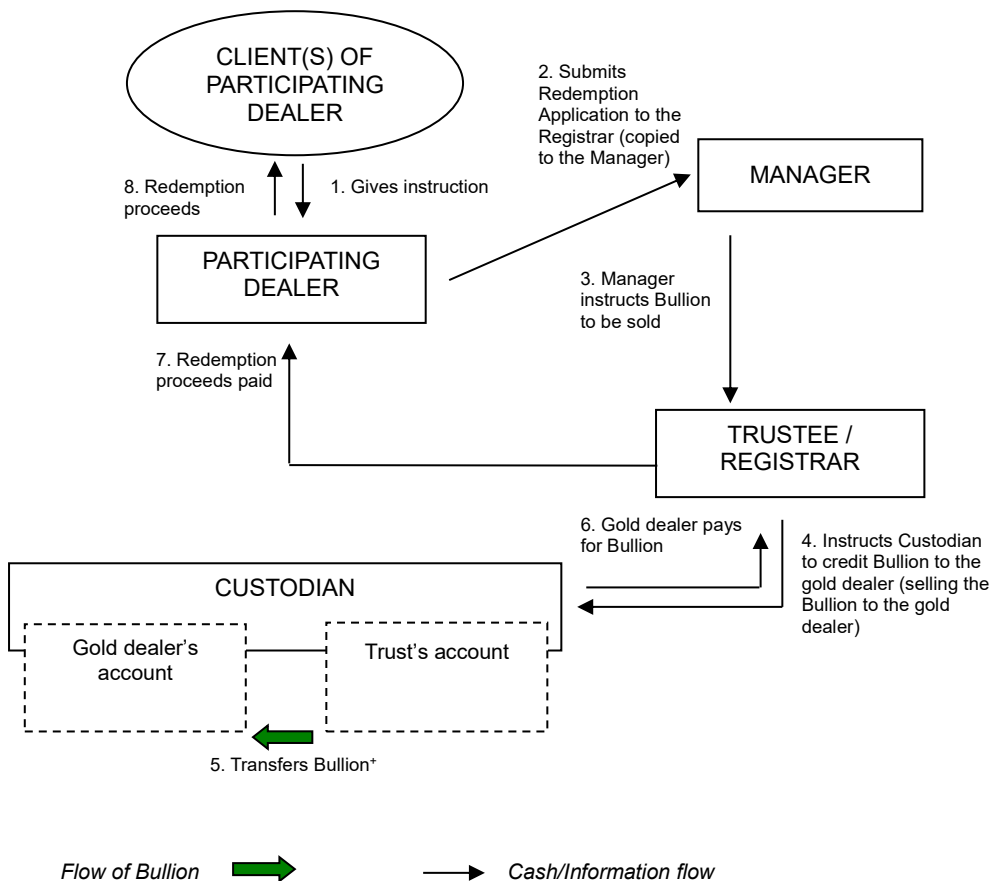 CLIENT(S) OF
PARTICIPATING
DEALER
2. Submits
Redemption
Application to the
Registrar (copied
to the Manager)
MANAGER
8. Redemption
proceeds
1. Gives instruction
PARTICIPATING
DEALER
3. Manager
instructs Bullion
to be sold
7. Redemption
proceeds paid
TRUSTEE /
REGISTRAR
6. Gold dealer pays
for Bullion
4. Instructs Custodian
to credit Bullion to the
gold dealer (selling the
Bullion to the gold
dealer)
CUSTODIAN
Gold dealer’s
account
Trust’s account
5. Transfers Bullion⁺
Flow of Bullion
Cash/Information flow